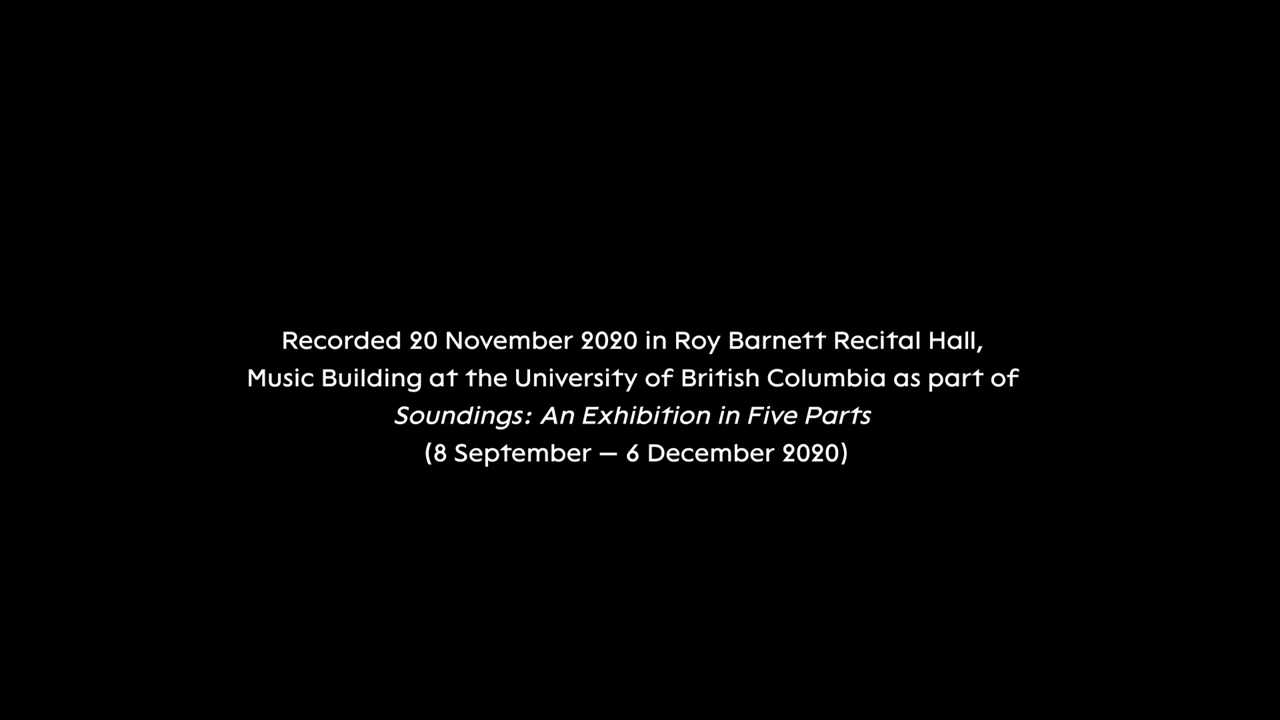 Recorded 20 November 2020 in Roy Barnett Recital Hall,
Music Building at the University of British Columbia as part of
Soundings: An Exhibition in Five Parts
(8 September – 6 December 2020)